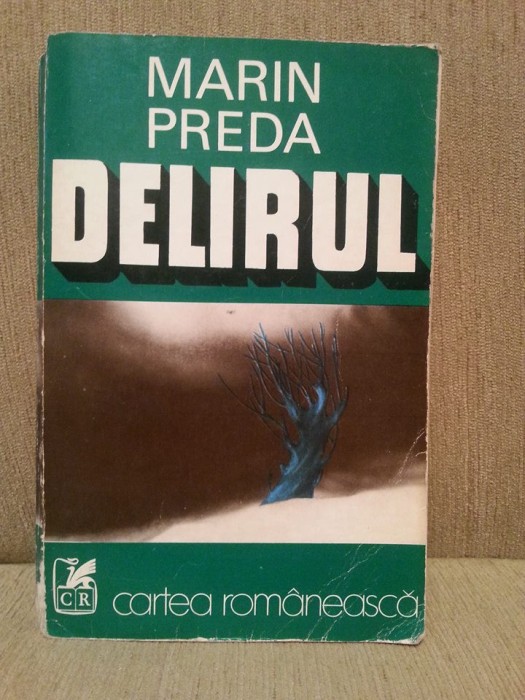 MARIN
PREDA
DELIRUL
CR
cartea românească